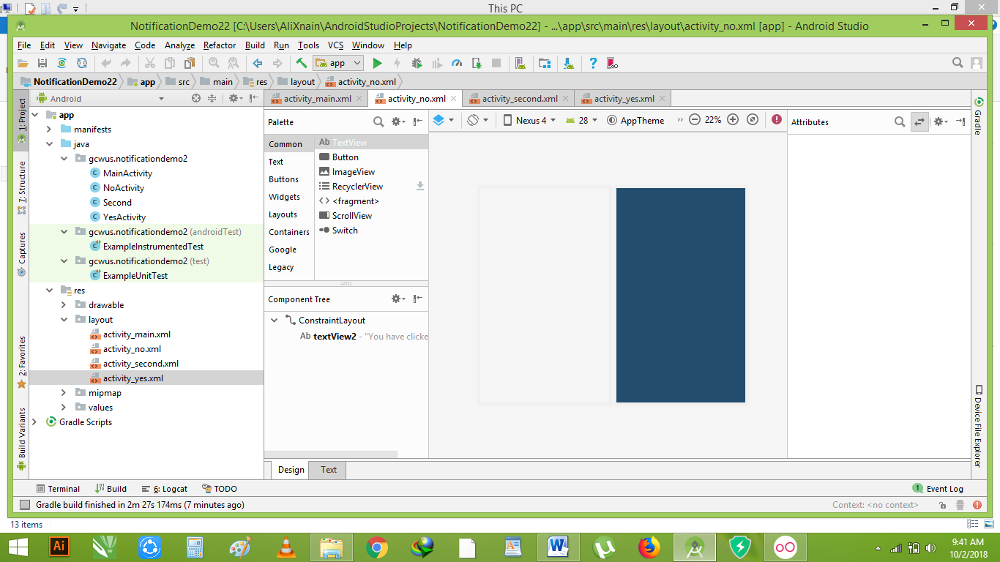 This PC
NotificationDemo22 [C:\Users\AliXnain\AndroidStudioProjects\NotificationDemo22] - ...\app\src\main\res\layout\activity_no.xml [app] - Android Studio
File Edit View Navigate Code Analyze Refactor Build Run Tools VCS Window Help
app
NotificationDemo22 app src main res layout activity_no.xml
1: Project
7: Structure
Captures
2: Favorites
Build Variants
Android
app
manifests
java
gcwus.notificationdemo2
MainActivity
NoActivity
Second
YesActivity
gcwus.notificationdemo2 (androidTest)
ExampleInstrumentedTest
gcwus.notificationdemo2 (test)
ExampleUnitTest
res
drawable
layout
activity_main.xml
activity_no.xml
activity_second.xml
activity_yes.xml
mipmap
values
Gradle Scripts
activity_main.xml activity_no.xml activity_second.xml activity_yes.xml
Palette
Common
Text
Buttons
Widgets
Layouts
Containers
Google
Legacy
Ab TextView
Button
ImageView
RecyclerView
<fragment>
ScrollView
Switch
Component Tree
ConstraintLayout
Ab textView2 - "You have clicke
Nexus 4 28 AppTheme 22%
Attributes
Gradle
Device File Explorer
Design Text
Terminal Build 6: Logcat TODO
1 Event Log
Gradle build finished in 2m 27s 174ms (7 minutes ago)
Context: <no context>
13 items
Ai
W
9:41 AM
10/2/2018